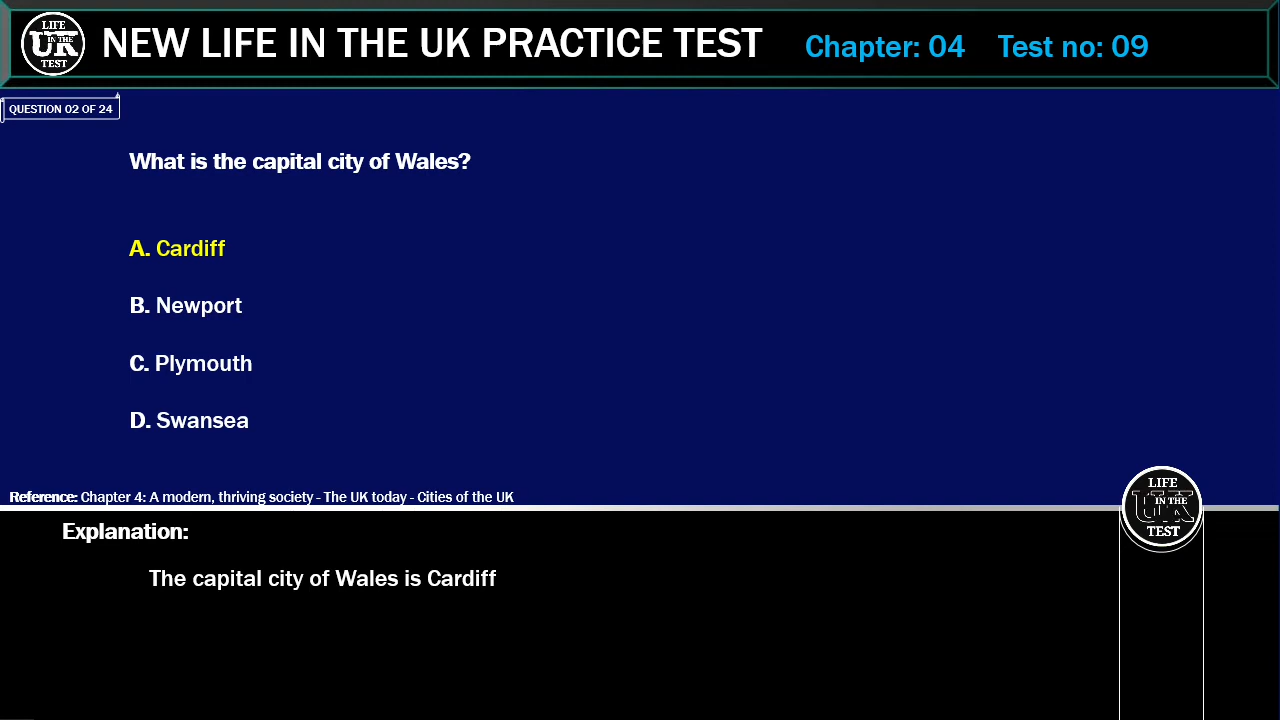 LIFE
UK
IN THE
TEST
NEW LIFE IN THE UK PRACTICE TEST
Chapter: 04
Test no: 09
QUESTION 02 OF 24
What is the capital city of Wales?
A. Cardiff
B. Newport
C. Plymouth
D. Swansea
Reference: Chapter 4: A modern, thriving society - The UK today - Cities of the UK
LIFE
UK
IN THE
TEST
Explanation:
The capital city of Wales is Cardiff